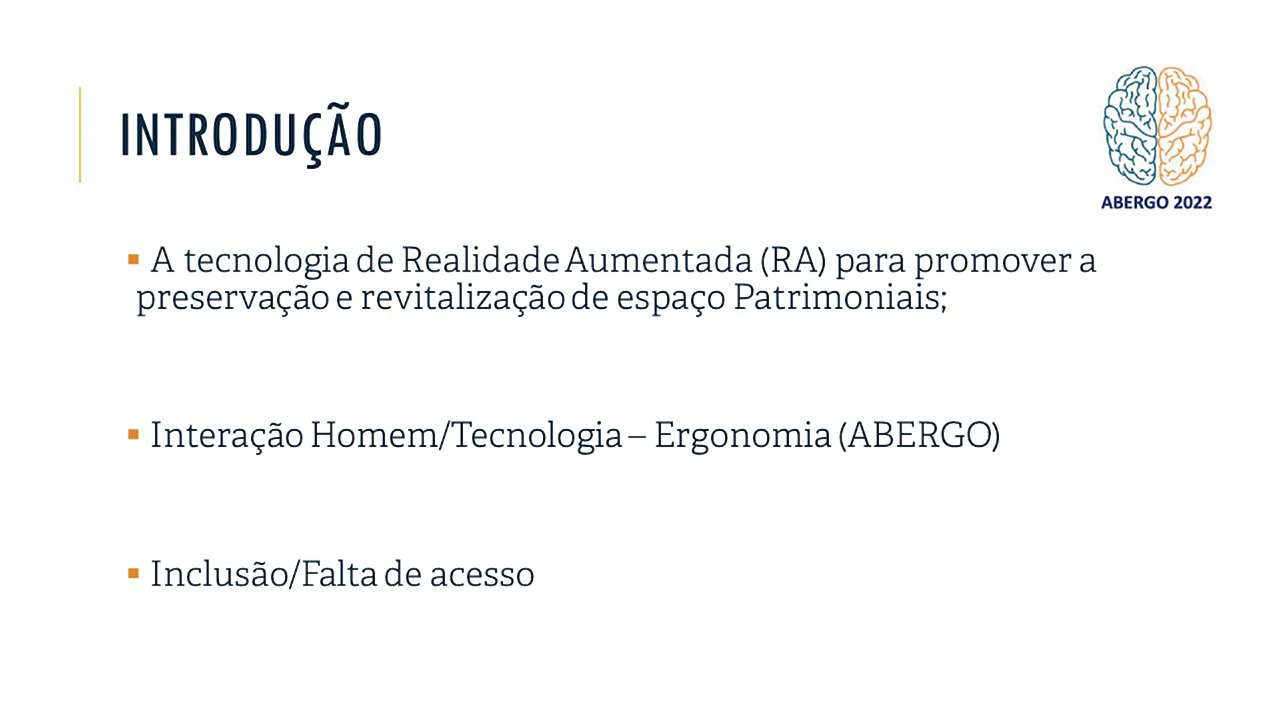 INTRODUÇÃO
ABERGO 2022
▪ A tecnologia de Realidade Aumentada (RA) para promover a
preservação e revitalização de espaço Patrimoniais;
▪ Interação Homem/Tecnologia – Ergonomia (ABERGO)
▪ Inclusão/Falta de acesso